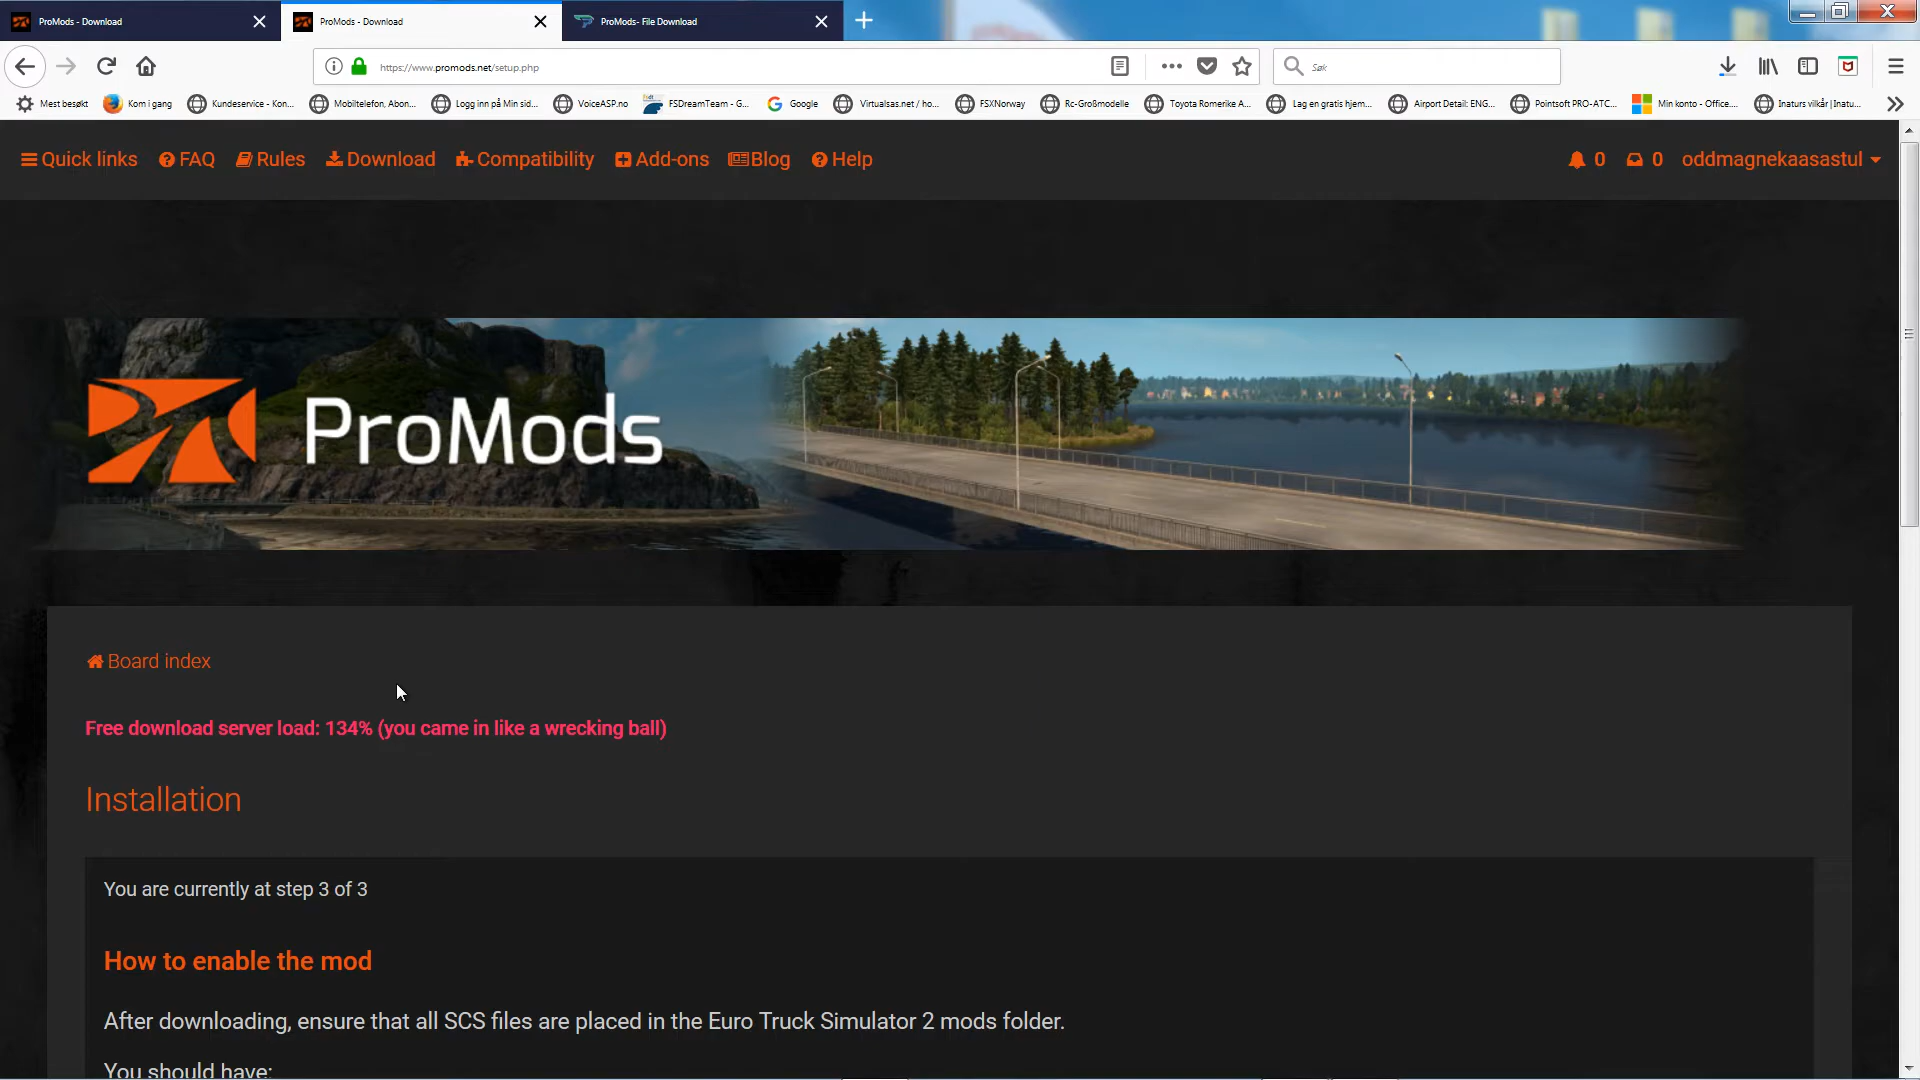 ProMods - Download
ProMods - Download
ProMods- File Download
https://www.promods.net/setup.php
Søk
Mest besøkt
Kom i gang
Kundeservice - Kon...
Mobiltelefon, Abon...
Logg inn på Min sid...
VoiceASP.no
FSDreamTeam - G...
Google
Virtualsas.net / ho...
FSXNorway
Rc-Großmodelle
Toyota Romerike A...
Lag en gratis hjem...
Airport Detail: ENG...
Pointsoft PRO-ATC...
Min konto - Office....
Inaturs vilkår | Inatu...
Quick links
FAQ
Rules
Download
Compatibility
Add-ons
Blog
Help
0
0
oddmagnekaasastul
ProMods
Board index
Free download server load: 134% (you came in like a wrecking ball)
Installation
You are currently at step 3 of 3
How to enable the mod
After downloading, ensure that all SCS files are placed in the Euro Truck Simulator 2 mods folder.
You should have: